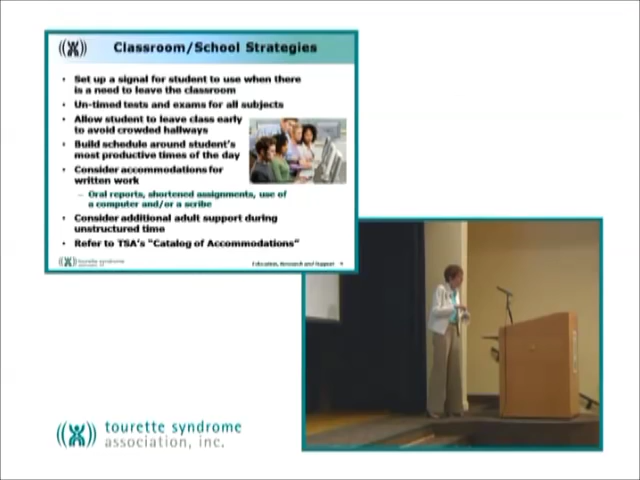 Classroom/School Strategies
• Set up a signal for student to use when there
is a need to leave the classroom
• Un-timed tests and exams for all subjects
• Allow student to leave class early
to avoid crowded hallways
• Build schedule around student's
most productive times of the day
• Consider accommodations for
written work
– Oral reports, shortened assignments, use of
a computer and/or a scribe
• Consider additional adult support during
unstructured time
• Refer to TSA's "Catalog of Accommodations"
tourette syndrome
Education, Research and Support
tourette syndrome
association, inc.